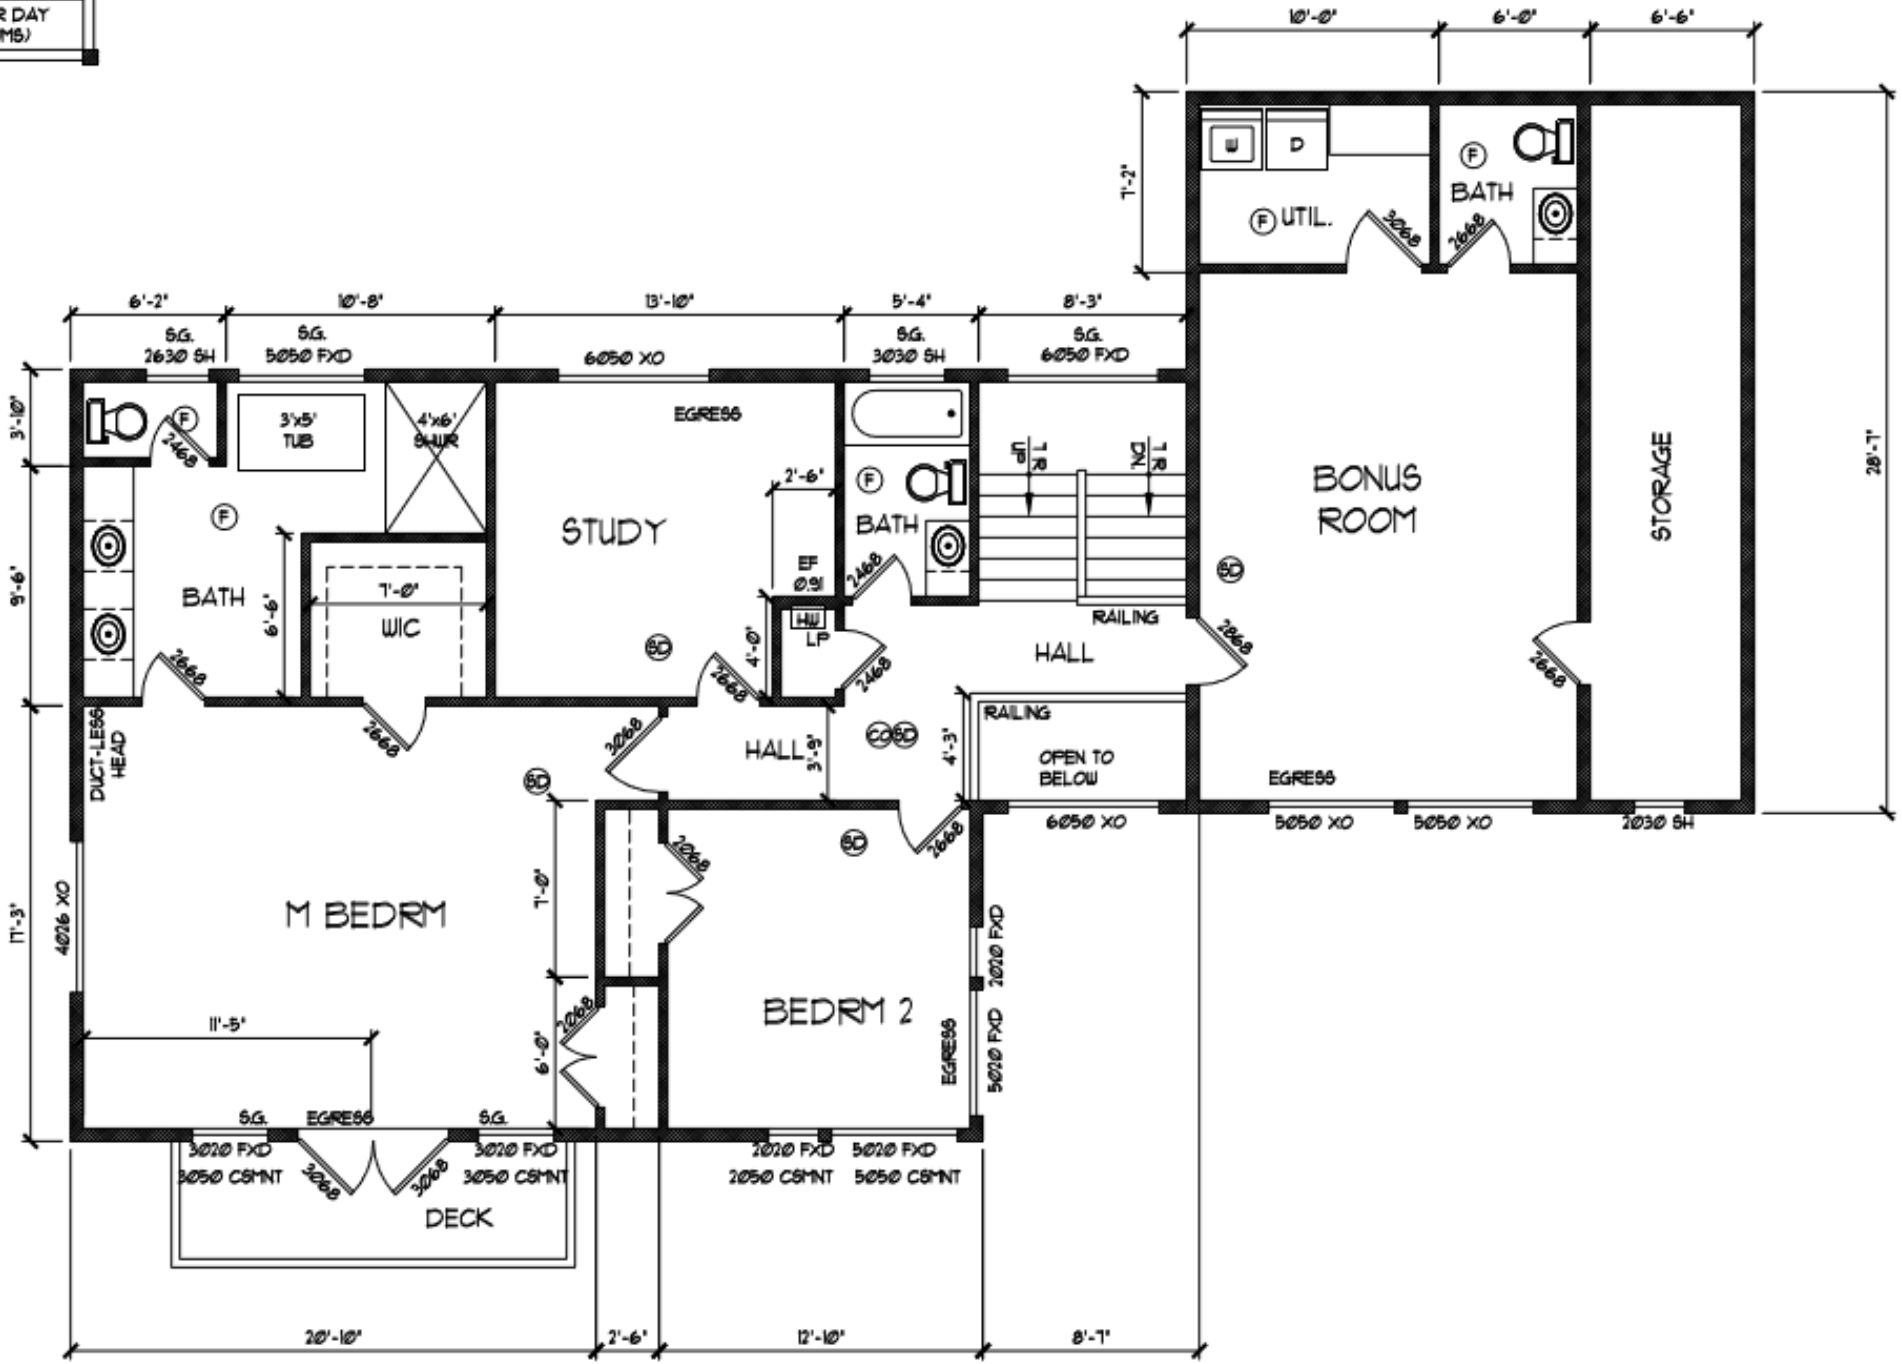 R DAY
OMS)
10'-0"
6'-0"
6'-6"
7'-2"
28'-7"
W
D
F
BATH
F
UTIL.
3068
2668
6'-2"
10'-8"
13'-10"
5'-4"
8'-3"
S.G.
2630 SH
S.G.
5050 FXD
6050 XO
S.G.
3030 SH
S.G.
6050 FXD
3'-10"
F
2468
3'x5'
TUB
4'x6'
SHWR
EGRESS
UP
1 R
DN.
1 R
BONUS
ROOM
STORAGE
2'-6"
F
BATH
STUDY
EF
0.91
2468
F
9'-6"
BATH
6'-6"
7'-0"
WIC
SD
4'-0"
HW
LP
2468
RAILING
HALL
2868
SD
2668
2668
2668
2668
DUCT-LESS
HEAD
3068
HALL
3'-9"
CO
SD
4'-3"
RAILING
OPEN TO
BELOW
EGRESS
SD
6050 XO
5050 XO
5050 XO
2030 SH
SD
2668
2068
7'-0"
4026 XO
17'-3"
M BEDRM
2020 FXD
BEDRM 2
5020 FXD
EGRESS
2068
6'-0"
11'-5"
S.G.
EGRESS
S.G.
3020 FXD
3050 CSMNT
3068
3068
3020 FXD
3050 CSMNT
2020 FXD
2050 CSMNT
5020 FXD
5050 CSMNT
DECK
20'-10"
2'-6"
12'-10"
8'-7"